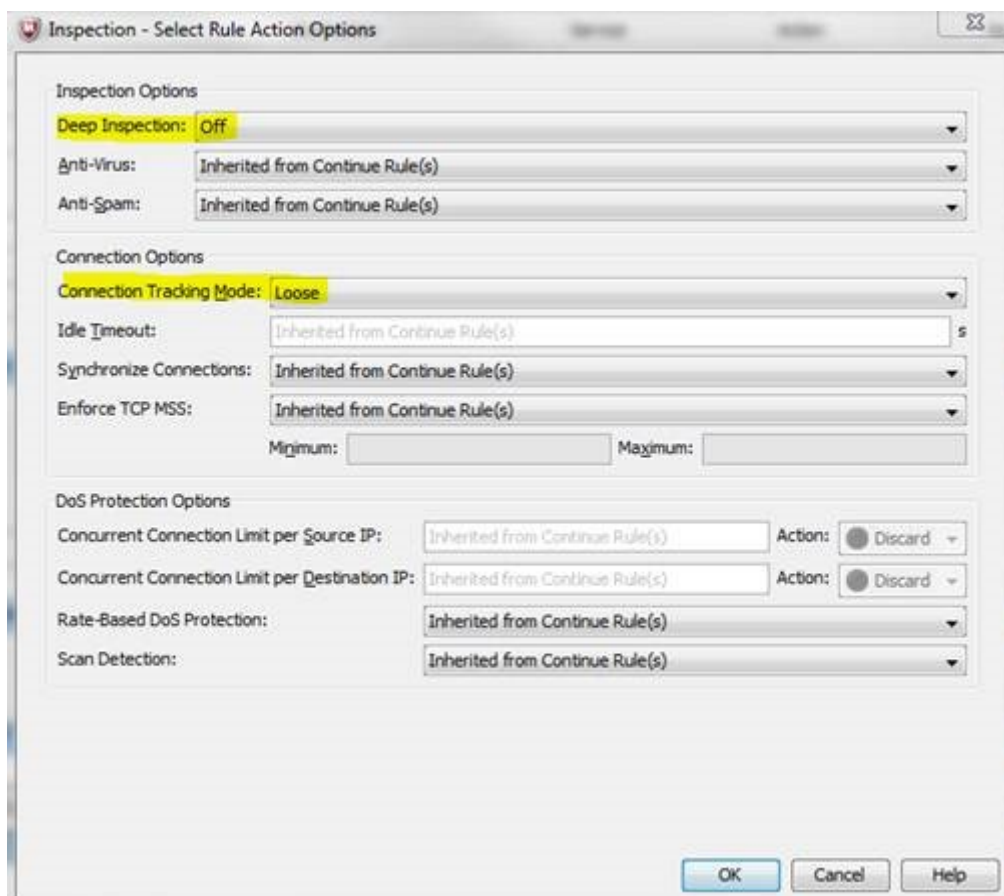 Inspection - Select Rule Action Options
Inspection Options
Deep Inspection: Off
Anti-Virus: Inherited from Continue Rule(s)
Anti-Spam: Inherited from Continue Rule(s)
Connection Options
Connection Tracking Mode: Loose
Idle Timeout: Inherited from Continue Rule(s) s
Synchronize Connections: Inherited from Continue Rule(s)
Enforce TCP MSS: Inherited from Continue Rule(s)
Minimum: Maximum:
DoS Protection Options
Concurrent Connection Limit per Source IP: Inherited from Continue Rule(s) Action: Discard
Concurrent Connection Limit per Destination IP: Inherited from Continue Rule(s) Action: Discard
Rate-Based DoS Protection: Inherited from Continue Rule(s)
Scan Detection: Inherited from Continue Rule(s)
OK Cancel Help